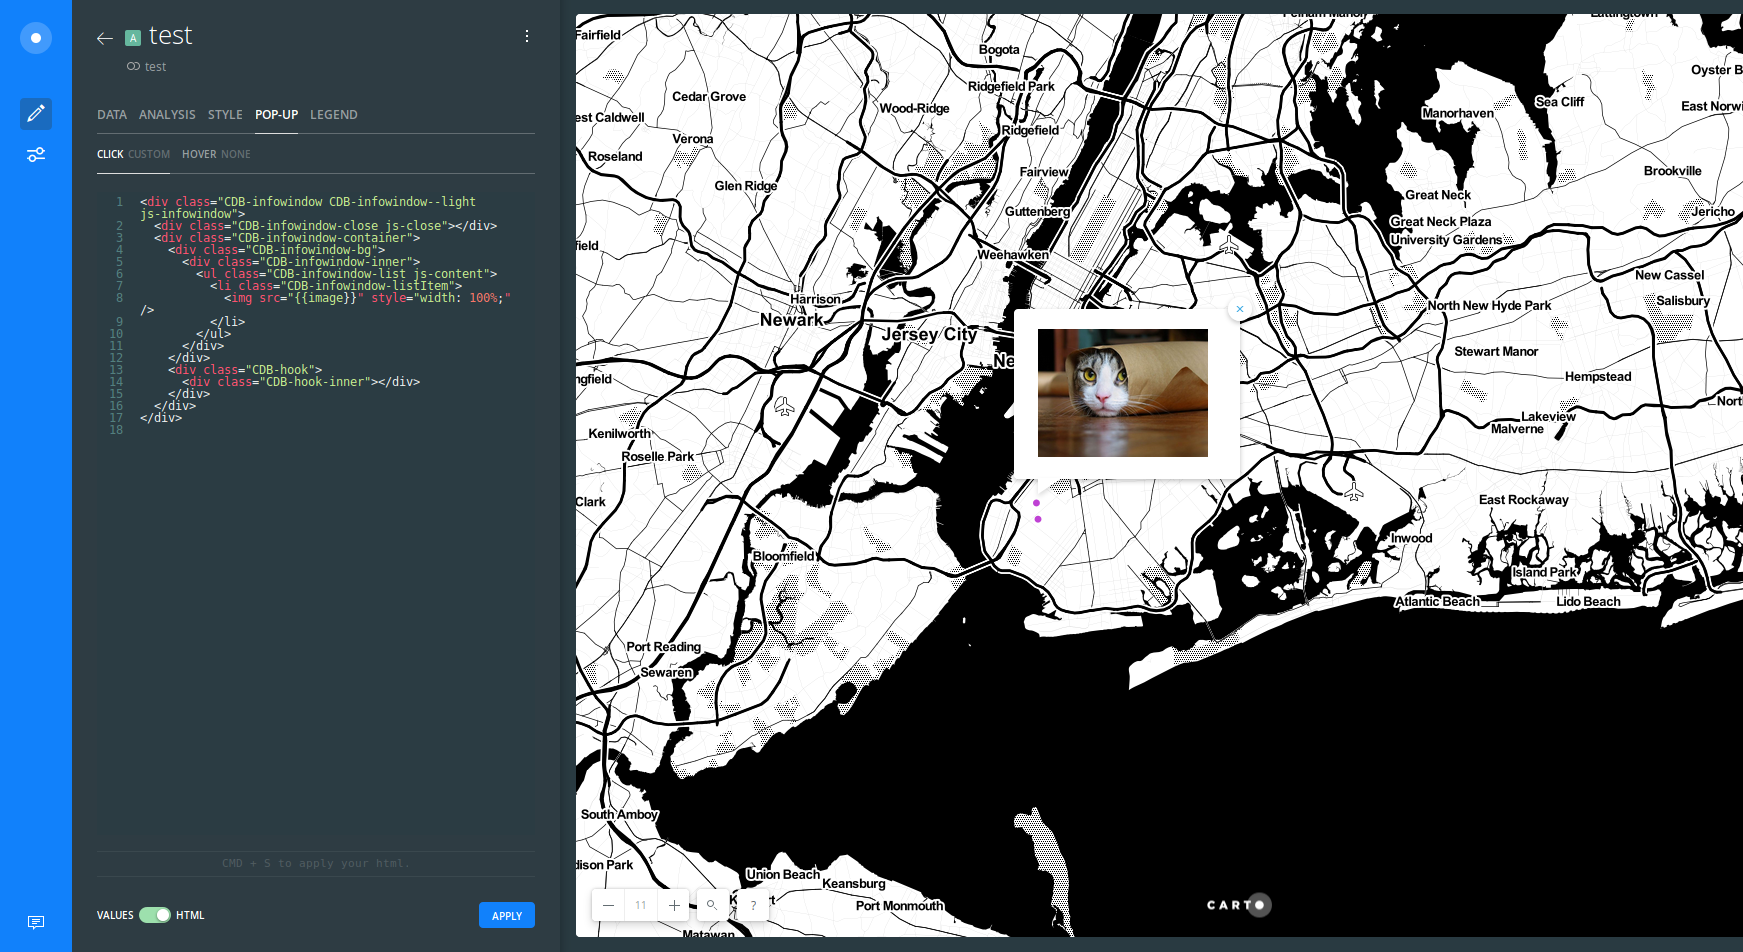 A test
test
DATA ANALYSIS STYLE POP-UP LEGEND
CLICK CUSTOM HOVER NONE
1 <div class="CDB-infowindow CDB-infowindow--light
js-infowindow">
2 <div class="CDB-infowindow-close js-close"></div>
3 <div class="CDB-infowindow-container">
4 <div class="CDB-infowindow-bg">
5 <div class="CDB-infowindow-inner">
6 <ul class="CDB-infowindow-list js-content">
7 <li class="CDB-infowindow-listItem">
8 <img src="{{image}}" style="width: 100%;"
/>
9 </li>
10 </ul>
11 </div>
12 </div>
13 <div class="CDB-hook">
14 <div class="CDB-hook-inner"></div>
15 </div>
16 </div>
17 </div>
18
CMD + S to apply your html.
VALUES HTML
APPLY
Fairfield
Bogota
Ridgefield Park
Cedar Grove
Wood-Ridge
est Caldwell
Ridgefield
Verona
Roseland
Fairview
Glen Ridge
Guttenberg
field
Weehawken
Harrison
Newark
Jersey City
Ne
ngfield
Kenilworth
Roselle Park
Clark
Bloomfield
Port Reading
Sewaren
South Amboy
dison Park
Union Beach
Keansburg
Port Monmouth
Matawan
Pelham Manor
Lattingtown
Oyster B
Sea Cliff
East Norwi
Manorhaven
Brookville
Great Neck
Jericho
Great Neck Plaza
University Gardens
New Cassel
Salisbury
North New Hyde Park
Stewart Manor
Hempstead
Nort
Lakeview
Malverne
East Rockaway
Inwood
Island Park
Atlantic Beach
Lido Beach
11
?
CARTO